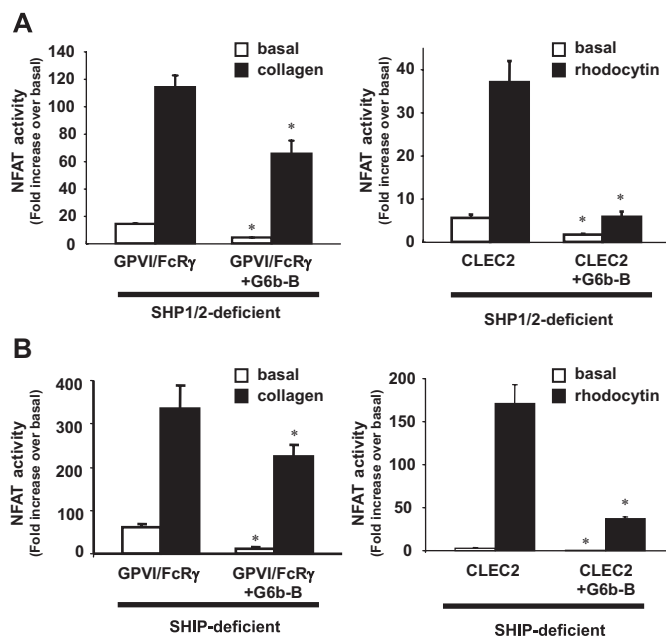 A
basal
collagen
NFAT activity
(Fold increase over basal)
140
120
100
80
60
40
20
0
*
*
GPVI/FcRγ
GPVI/FcRγ
+G6b-B
SHP1/2-deficient
basal
rhodocytin
NFAT activity
(Fold increase over basal)
40
30
20
10
0
*
*
CLEC2
CLEC2
+G6b-B
SHP1/2-deficient
B
basal
collagen
NFAT activity
(Fold increase over basal)
400
300
200
100
0
*
*
GPVI/FcRγ
GPVI/FcRγ
+G6b-B
SHIP-deficient
basal
rhodocytin
NFAT activity
(Fold increase over basal)
200
150
100
50
0
*
*
CLEC2
CLEC2
+G6b-B
SHIP-deficient